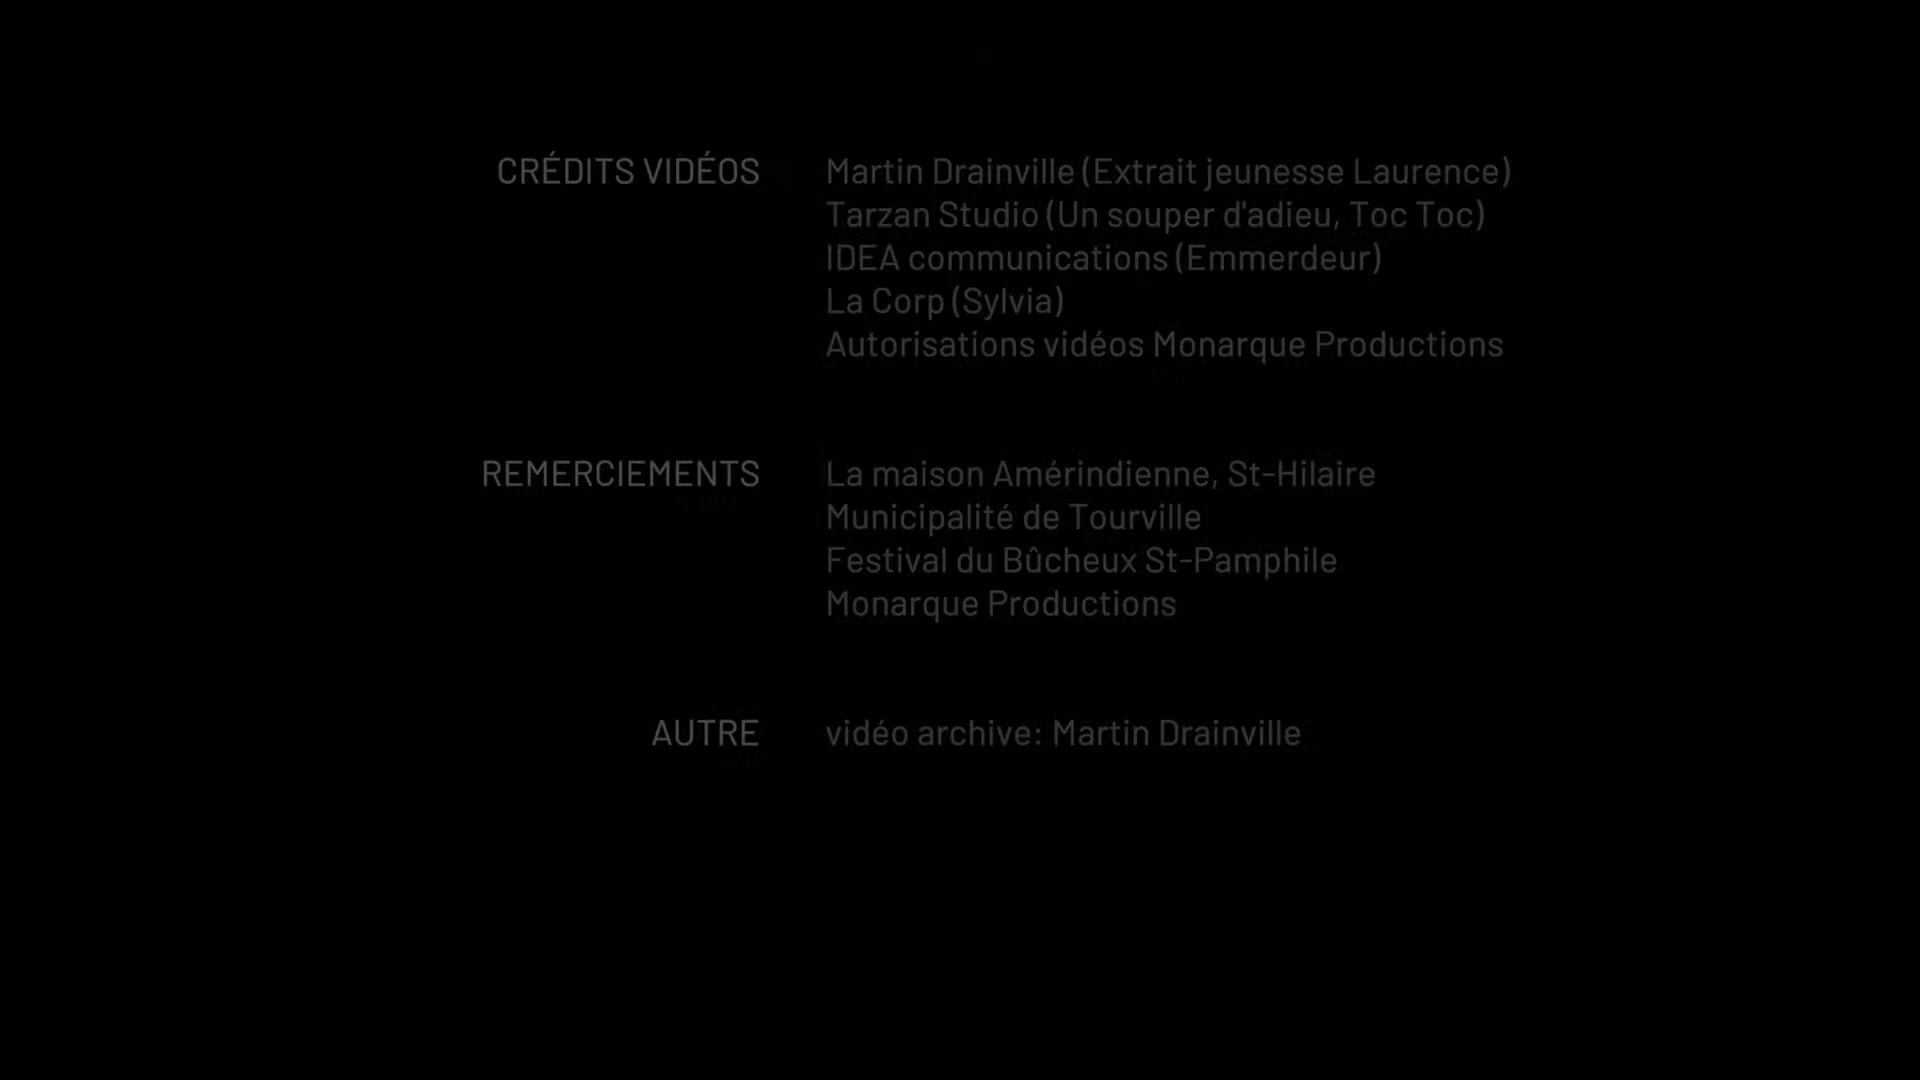 CRÉDITS VIDÉOS Martin Drainville (Extrait jeunesse Laurence)
Tarzan Studio (Un souper d'adieu, Toc Toc)
IDEA communications (Emmerdeur)
La Corp (Sylvia)
Autorisations vidéos Monarque Productions
REMERCIEMENTS La maison Amérindienne, St-Hilaire
Municipalité de Tourville
Festival du Bûcheux St-Pamphile
Monarque Productions
AUTRE vidéo archive: Martin Drainville